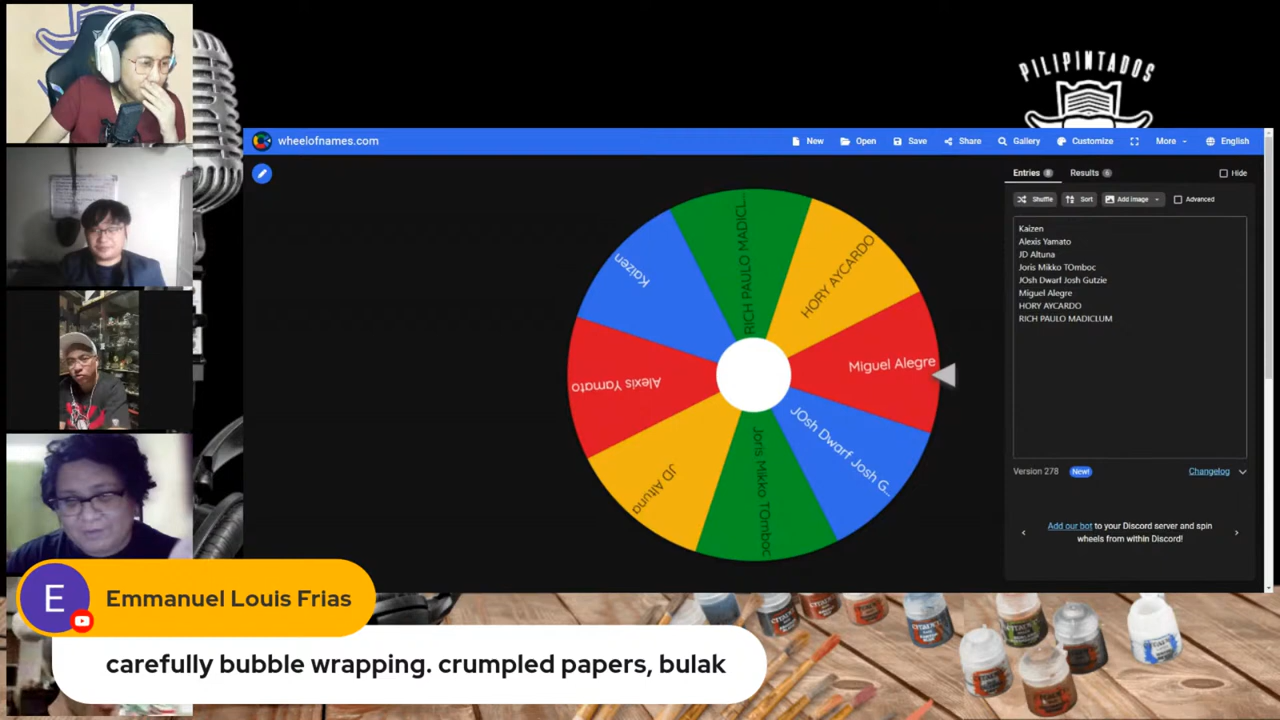 PILIPINTADOS
wheelofnames.com
New Open Save Share Gallery Customize More English
Entries 8 Results 6 Hide
Shuffle Sort Add image Advanced
Kaizen
Alexis Yamato
JD Altuna
Joris Mikko TOmboc
JOsh Dwarf Josh Gutzie
Miguel Alegre
HORY AYCARDO
RICH PAULO MADICLUM
RICH PAULO MADICL...
HORY AYCARDO
Miguel Alegre
JOsh Dwarf Josh G...
Joris Mikko TOmboc
JD Altuna
Alexis Yamato
Kaizen
Version 278 New! Changelog
Add our bot to your Discord server and spin
wheels from within Discord!
E
Emmanuel Louis Frias
carefully bubble wrapping. crumpled papers, bulak
CITADEL